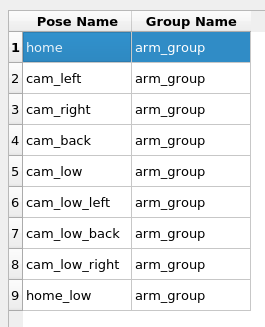 Pose Name Group Name
1 home arm_group
2 cam_left arm_group
3 cam_right arm_group
4 cam_back arm_group
5 cam_low arm_group
6 cam_low_left arm_group
7 cam_low_back arm_group
8 cam_low_right arm_group
9 home_low arm_group